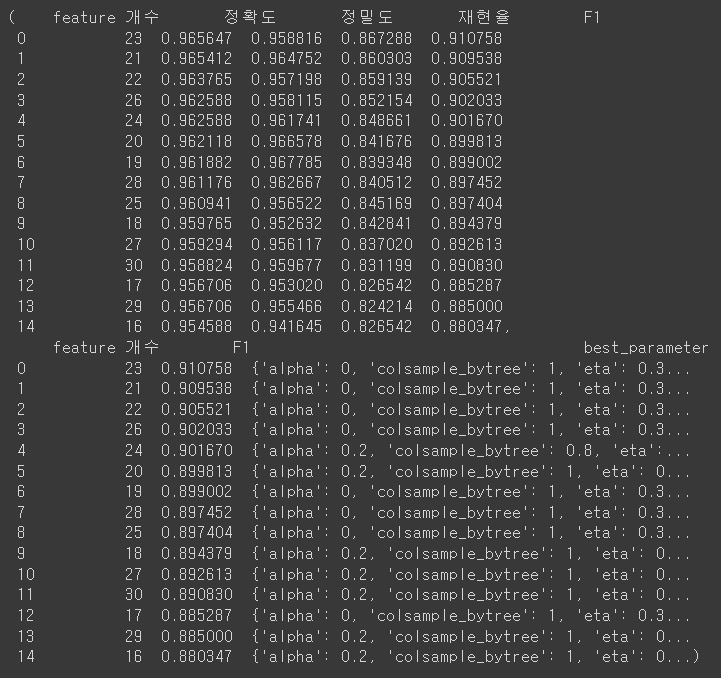 (    feature 개수       정확도       정밀도       재현율        F1
 0         23  0.965647  0.958816  0.867288  0.910758
 1         21  0.965412  0.964752  0.860303  0.909538
 2         22  0.963765  0.957198  0.859139  0.905521
 3         26  0.962588  0.958115  0.852154  0.902033
 4         24  0.962588  0.961741  0.848661  0.901670
 5         20  0.962118  0.966578  0.841676  0.899813
 6         19  0.961882  0.967785  0.839348  0.899002
 7         28  0.961176  0.962667  0.840512  0.897452
 8         25  0.960941  0.956522  0.845169  0.897404
 9         18  0.959765  0.952632  0.842841  0.894379
 10        27  0.959294  0.956117  0.837020  0.892613
 11        30  0.958824  0.959677  0.831199  0.890830
 12        17  0.956706  0.953020  0.826542  0.885287
 13        29  0.956706  0.955466  0.824214  0.885000
 14        16  0.954588  0.941645  0.826542  0.880347,
     feature 개수        F1                                     best_parameter
 0         23  0.910758  {'alpha': 0, 'colsample_bytree': 1, 'eta': 0.3...
 1         21  0.909538  {'alpha': 0, 'colsample_bytree': 1, 'eta': 0.3...
 2         22  0.905521  {'alpha': 0, 'colsample_bytree': 1, 'eta': 0.3...
 3         26  0.902033  {'alpha': 0, 'colsample_bytree': 1, 'eta': 0.3...
 4         24  0.901670  {'alpha': 0.2, 'colsample_bytree': 0.8, 'eta':...
 5         20  0.899813  {'alpha': 0.2, 'colsample_bytree': 1, 'eta': 0...
 6         19  0.899002  {'alpha': 0, 'colsample_bytree': 1, 'eta': 0.3...
 7         28  0.897452  {'alpha': 0, 'colsample_bytree': 1, 'eta': 0.3...
 8         25  0.897404  {'alpha': 0, 'colsample_bytree': 1, 'eta': 0.3...
 9         18  0.894379  {'alpha': 0.2, 'colsample_bytree': 1, 'eta': 0...
 10        27  0.892613  {'alpha': 0.2, 'colsample_bytree': 1, 'eta': 0...
 11        30  0.890830  {'alpha': 0.2, 'colsample_bytree': 1, 'eta': 0...
 12        17  0.885287  {'alpha': 0, 'colsample_bytree': 1, 'eta': 0.3...
 13        29  0.885000  {'alpha': 0.2, 'colsample_bytree': 1, 'eta': 0...
 14        16  0.880347  {'alpha': 0.2, 'colsample_bytree': 1, 'eta': 0...)